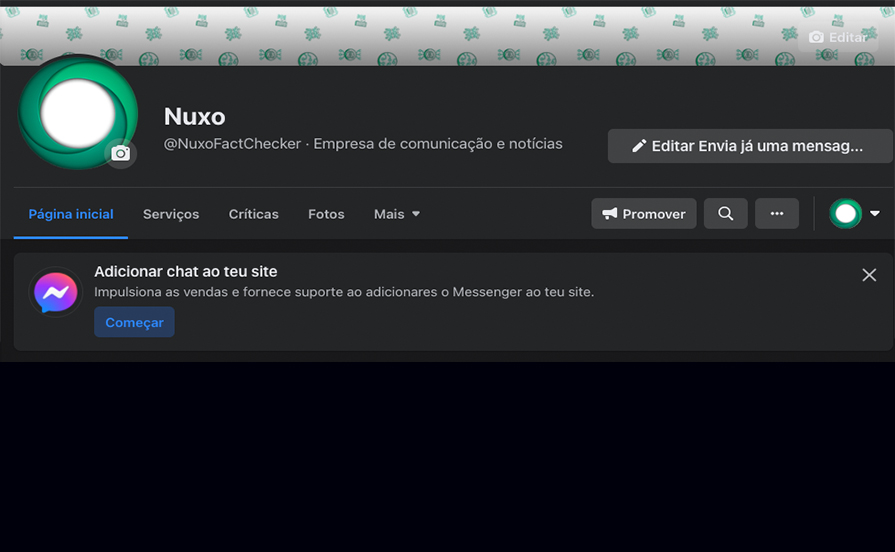 Editar
Nuxo
@NuxoFactChecker · Empresa de comunicação e notícias
Editar Envia já uma mensag...
Página inicial
Serviços
Críticas
Fotos
Mais
Promover
Adicionar chat ao teu site
Impulsiona as vendas e fornece suporte ao adicionares o Messenger ao teu site.
Começar